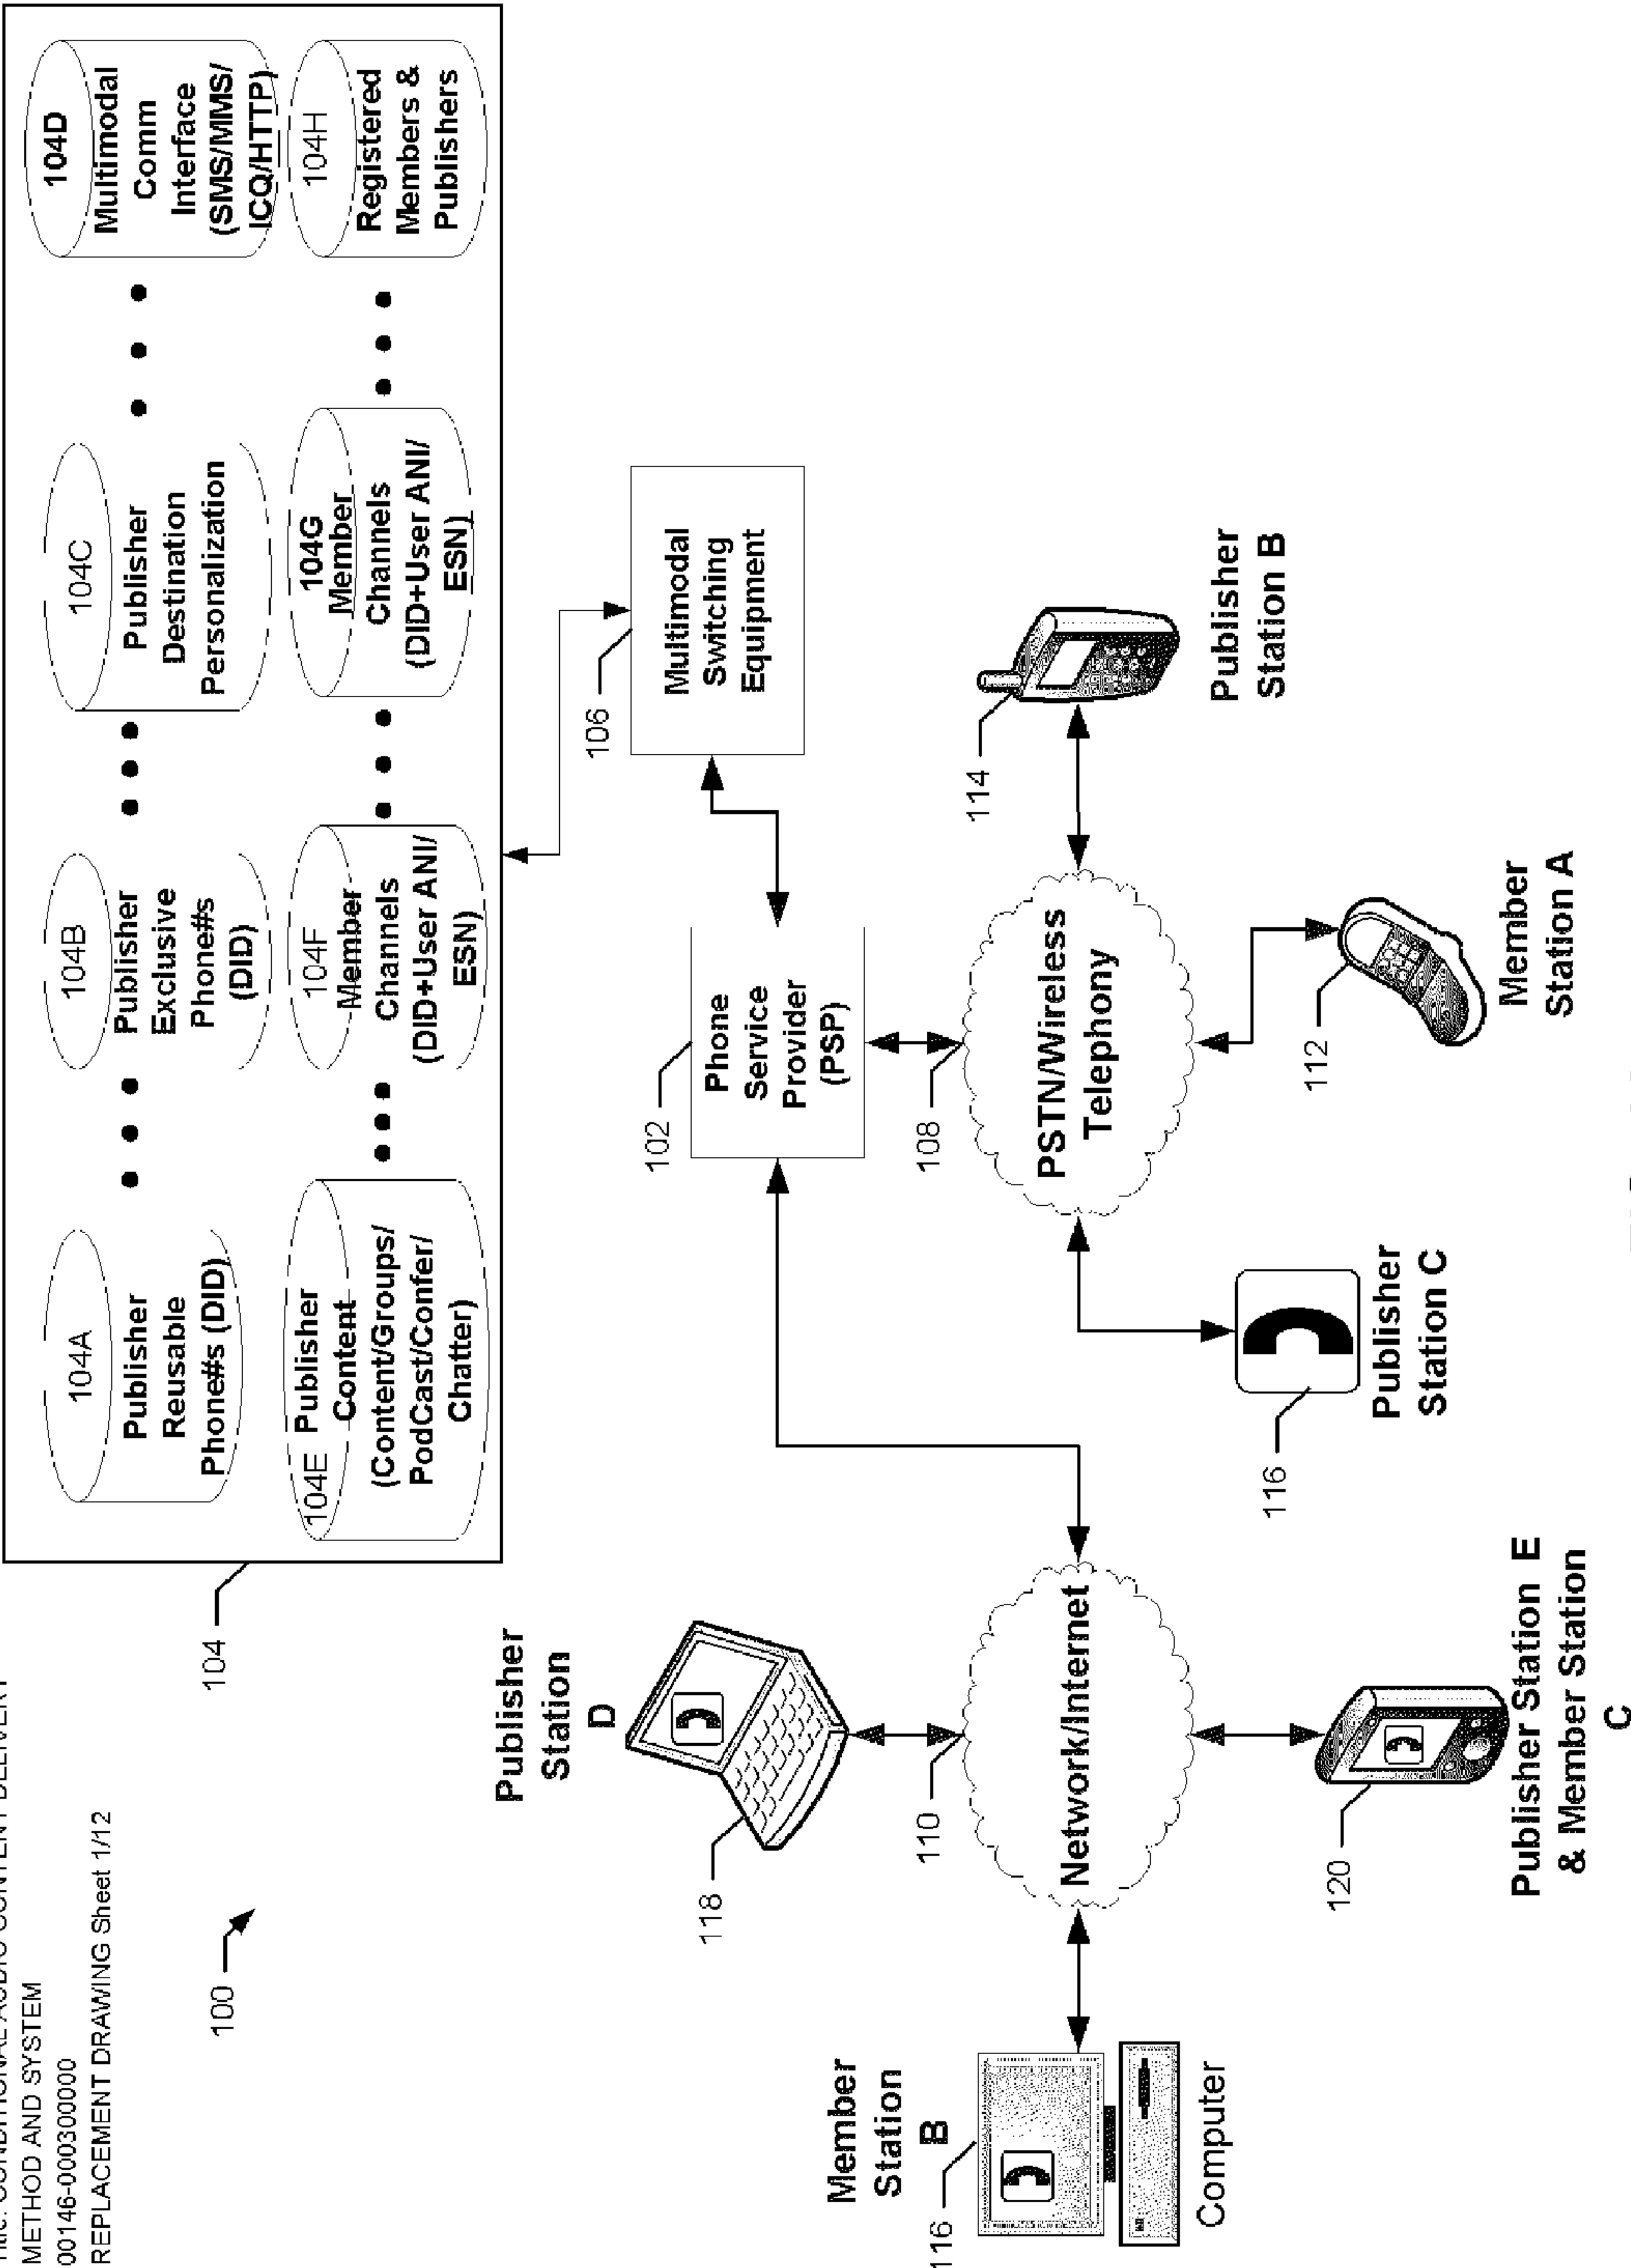 Title: CONDITIONAL AUDIO CONTENT DELIVERY
METHOD AND SYSTEM
00146-000300000
REPLACEMENT DRAWING Sheet 1/12
100
104
104A
Publisher
Reusable
Phone#s (DID)
104B
Publisher
Exclusive
Phone#s
(DID)
104C
Publisher
Destination
Personalization
104D
Multimodal
Comm
Interface
(SMS/MMS/
ICQ/HTTP)
104E Publisher
Content
(Content/Groups/
PodCast/Confer/
Chatter)
104F
Member
Channels
(DID+User ANI/
ESN)
104G
Member
Channels
(DID+User ANI/
ESN)
104H
Registered
Members &
Publishers
Publisher
Station
D
118
102
Phone
Service
Provider
(PSP)
106
Multimodal
Switching
Equipment
Member
Station
B
116
Computer
110
Network/Internet
108
PSTN/Wireless
Telephony
114
Publisher
Station B
120
Publisher Station E
& Member Station
C
116
Publisher
Station C
112
Member
Station A